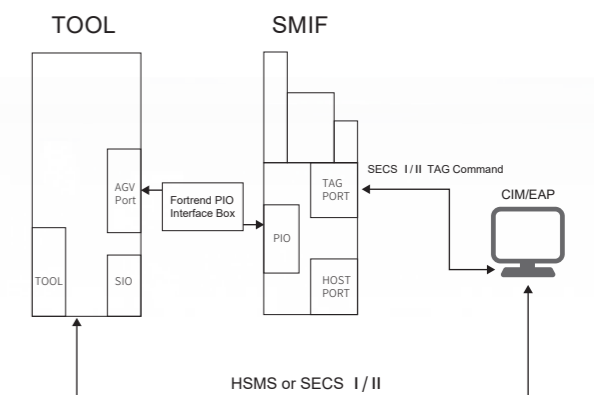 TOOL
SMIF
SECS Ⅰ/Ⅱ TAG Command
CIM/EAP
AGV
Port
Fortrend PIO
Interface Box
TAG
PORT
PIO
TOOL
SIO
HOST
PORT
HSMS or SECS Ⅰ/Ⅱ